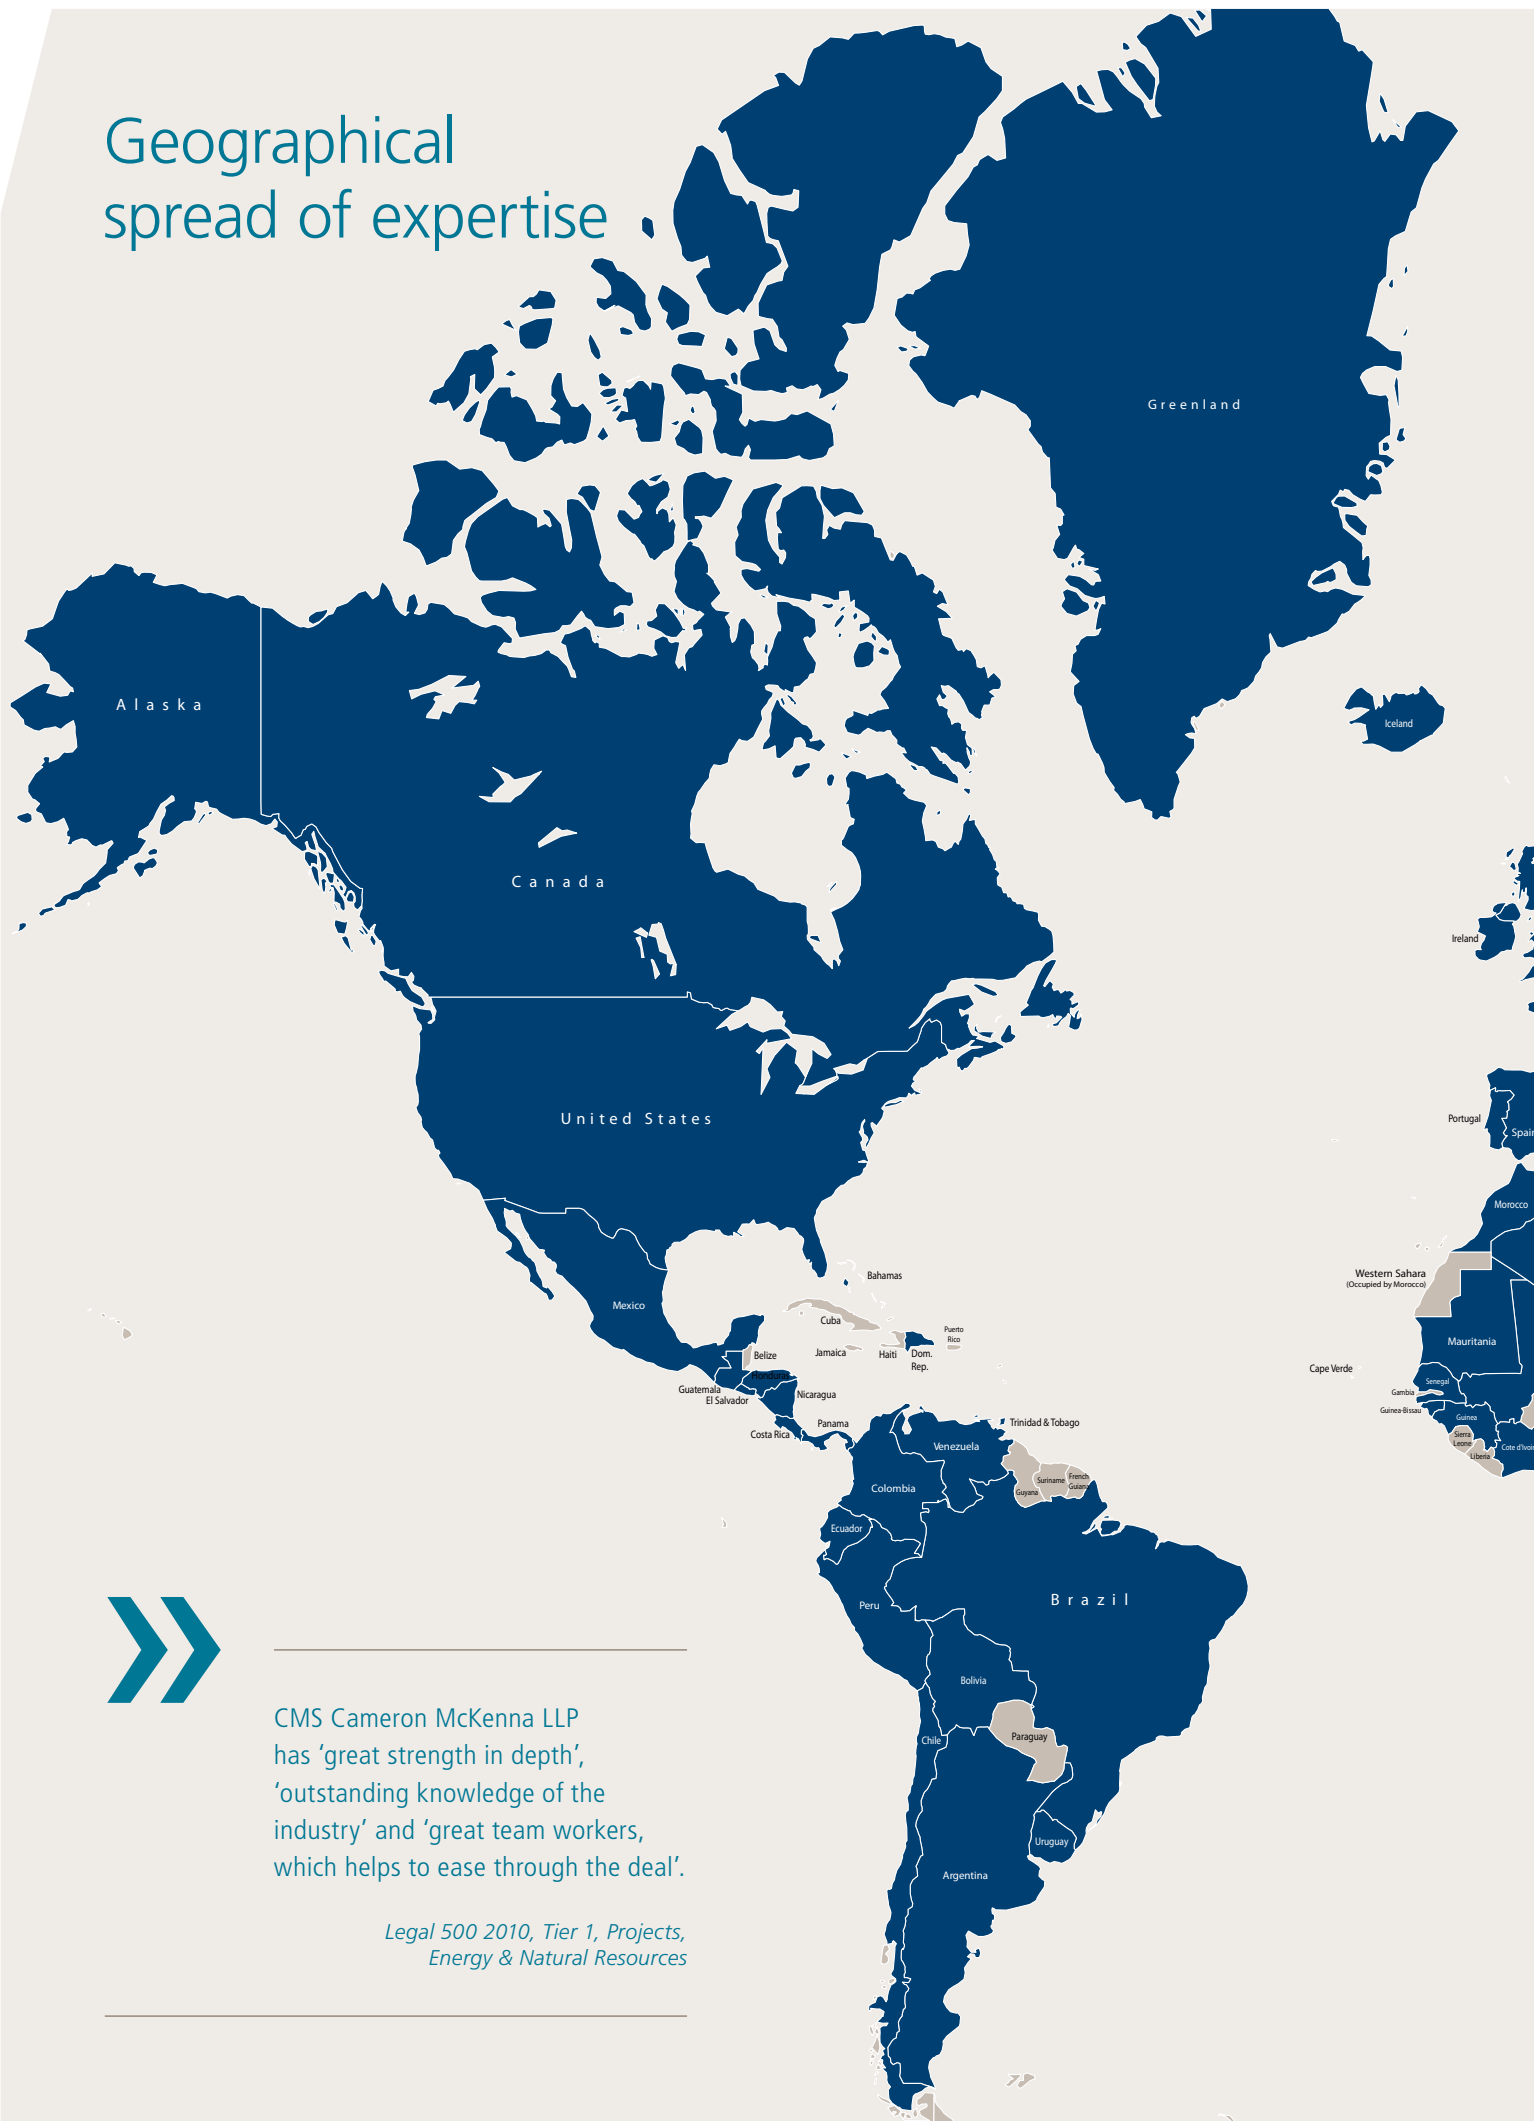 Geographical
spread of expertise
Greenland
Alaska
Iceland
Canada
Ireland
United States
Portugal
Morocco
Bahamas
Western Sahara
(Occupied by Morocco)
Mexico
Cuba
Puerto
Rico
Mauritania
Jamaica
Haiti
Dom.
Rep.
Belize
Cape Verde
Honduras
Senegal
Guatemala
El Salvador
Nicaragua
Gambia
Guinea-Bissau
Guinea
Panama
Costa Rica
Trinidad & Tobago
Sierra
Leone
Liberia
Venezuela
Colombia
Guyana
Suriname
French
Guiana
Ecuador
Peru
Brazil
Bolivia
Chile
Paraguay
Uruguay
Argentina
CMS Cameron McKenna LLP
has ‘great strength in depth’,
‘outstanding knowledge of the
industry’ and ‘great team workers,
which helps to ease through the deal’.
Legal 500 2010, Tier 1, Projects,
Energy & Natural Resources